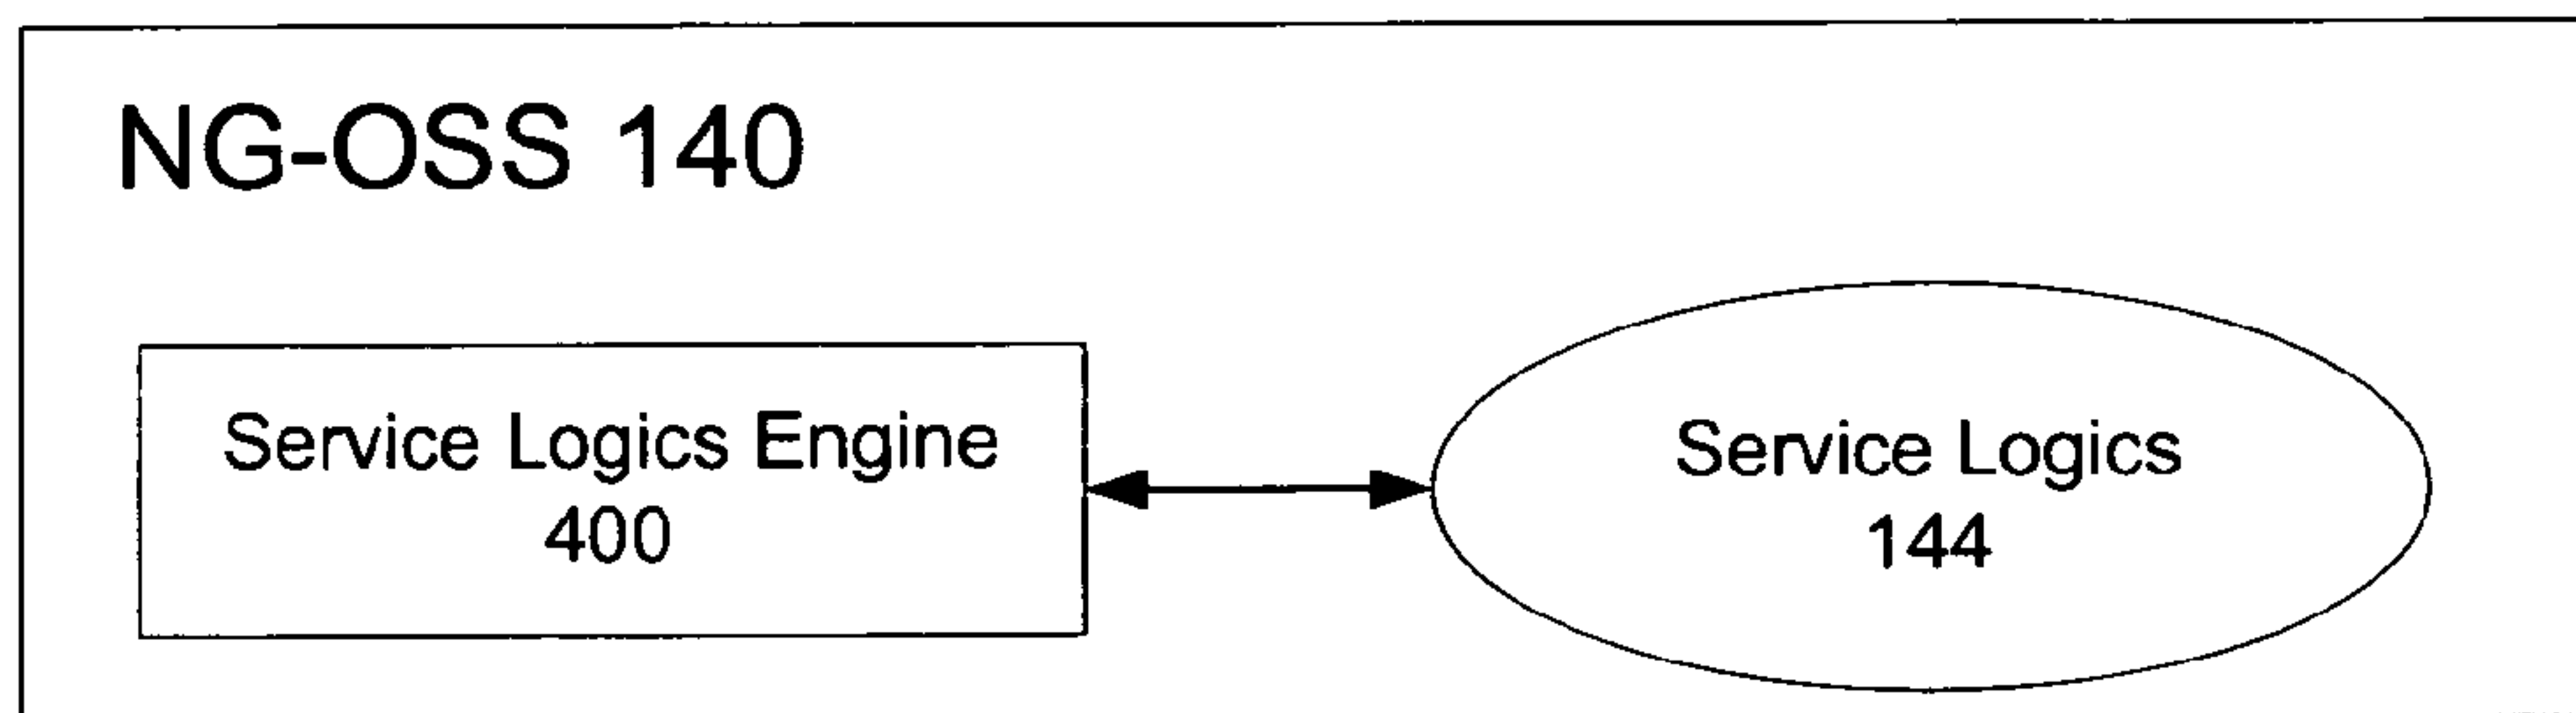 NG-OSS 140
Service Logics Engine
400
Service Logics
144